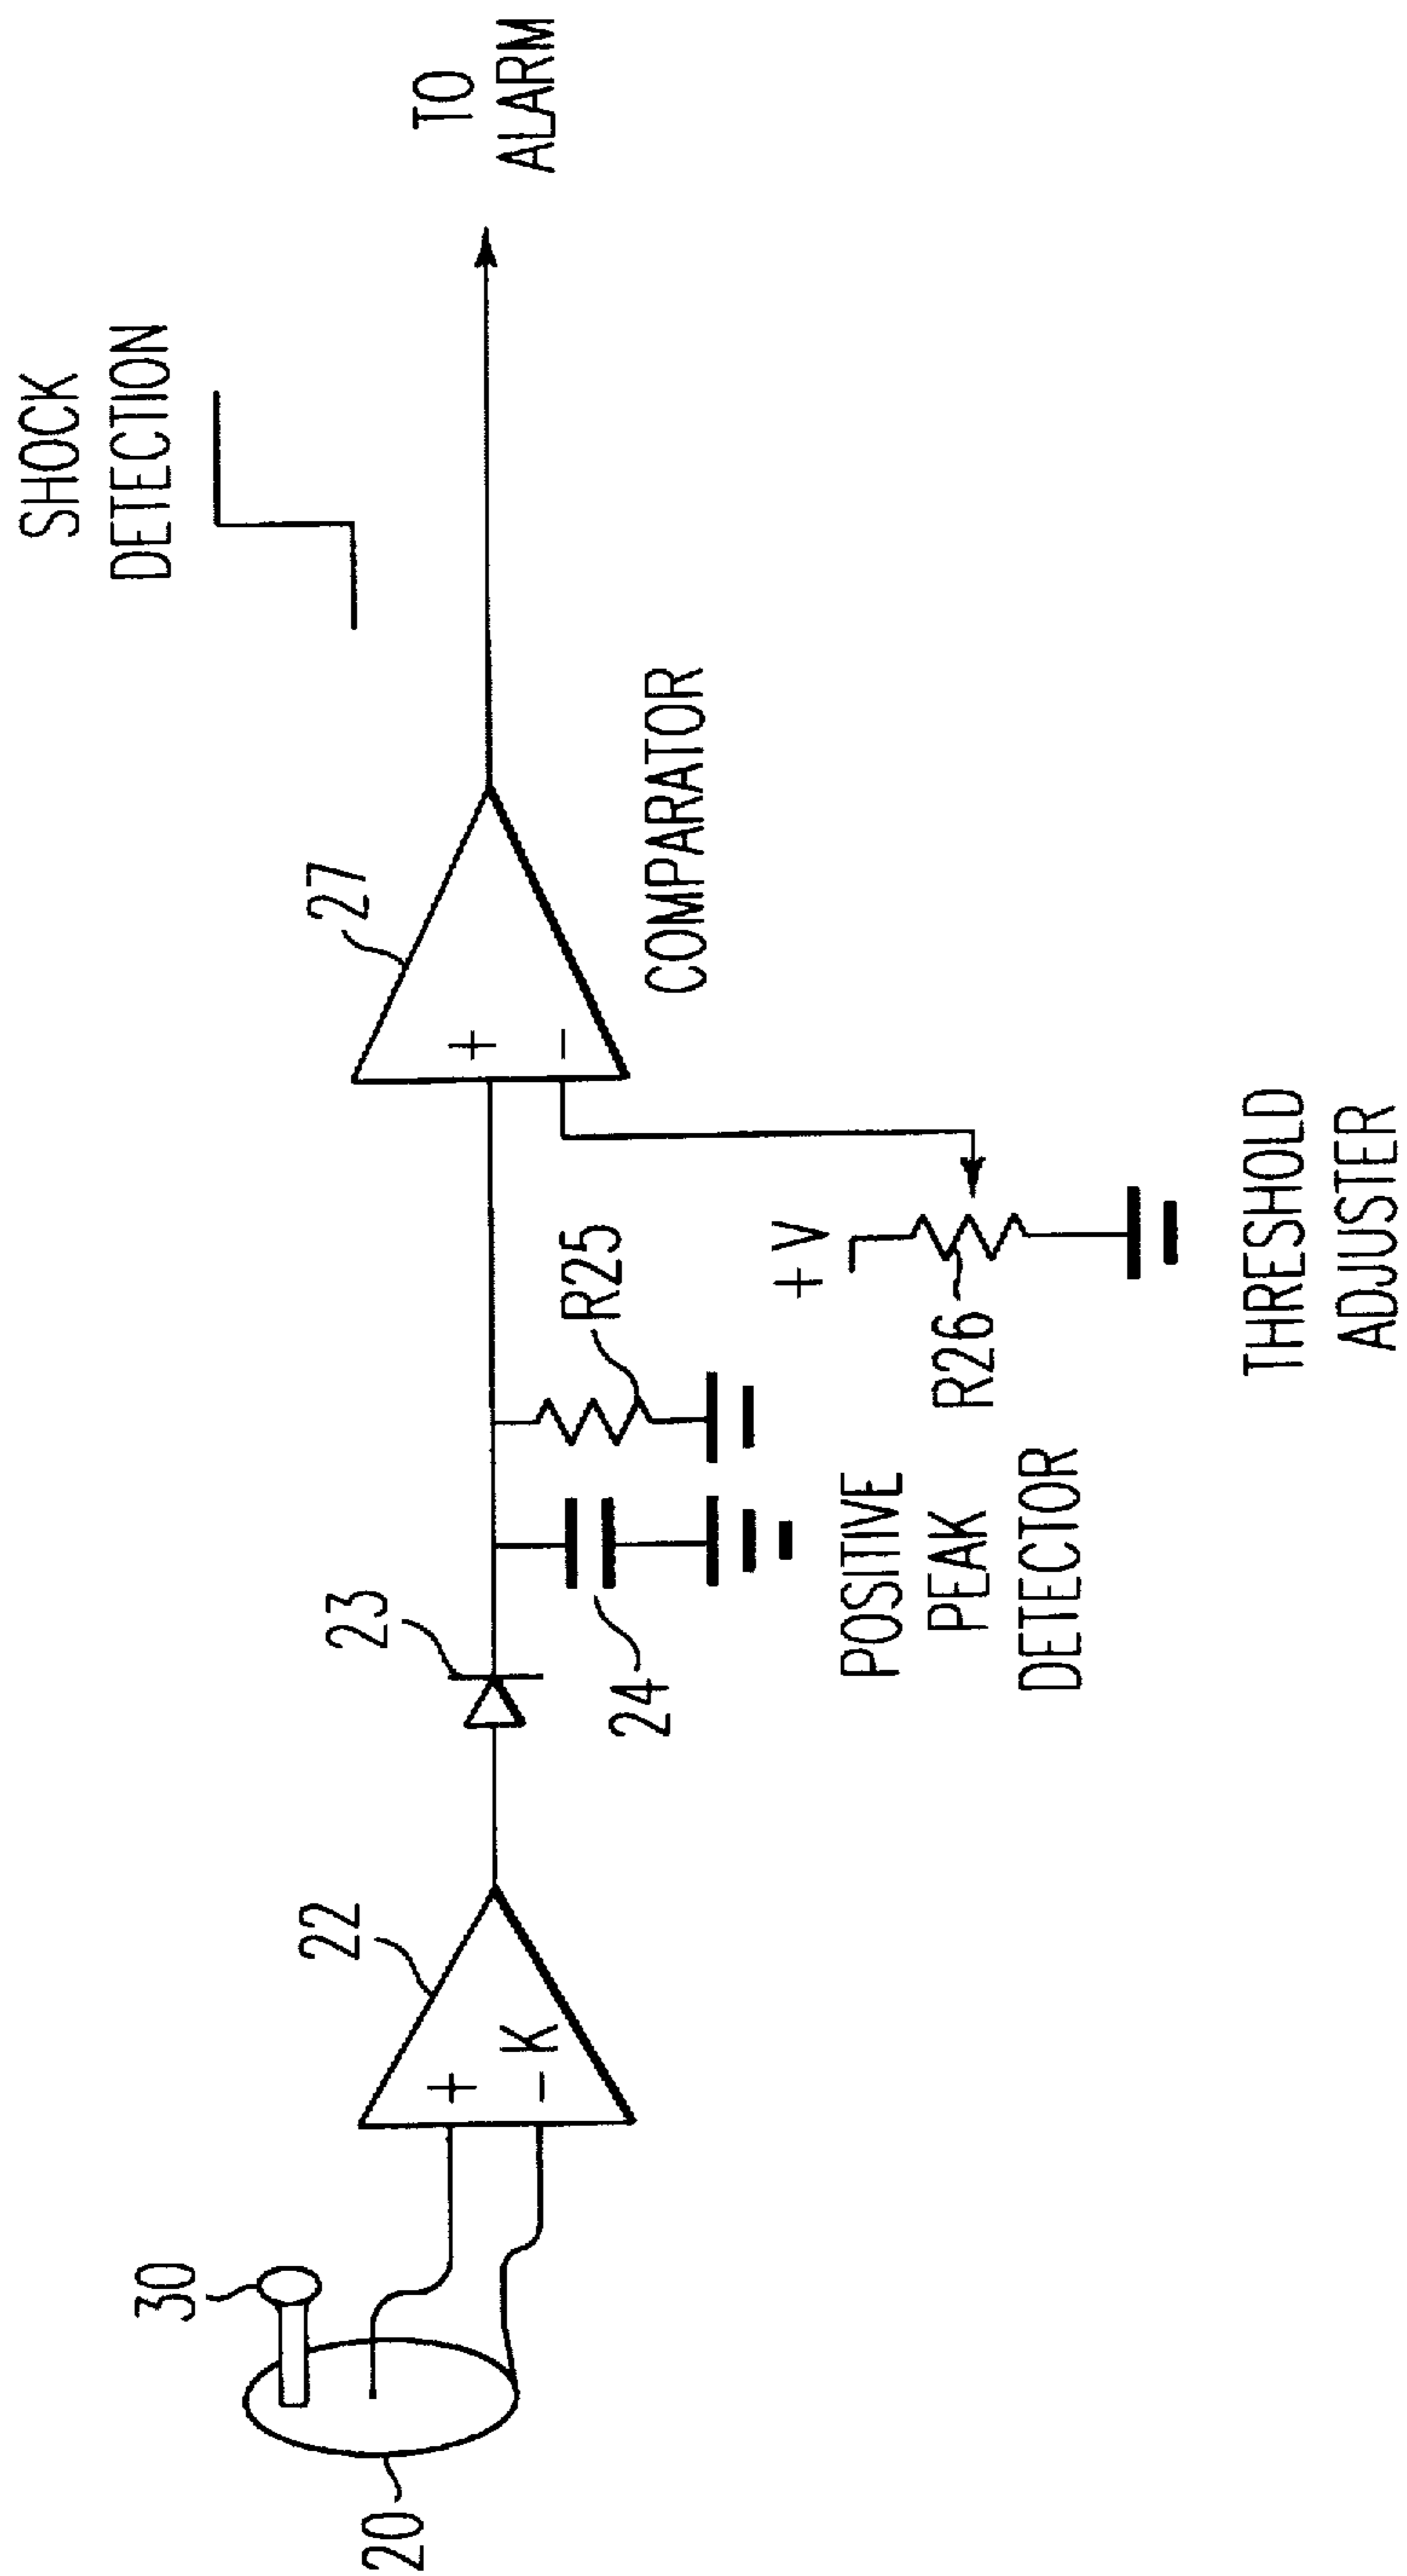 SHOCK
DETECTION
TO
ALARM
30
20
22
+
-
K
23
24
R25
27
+
-
COMPARATOR
POSITIVE
PEAK
DETECTOR
+V
R26
THRESHOLD
ADJUSTER